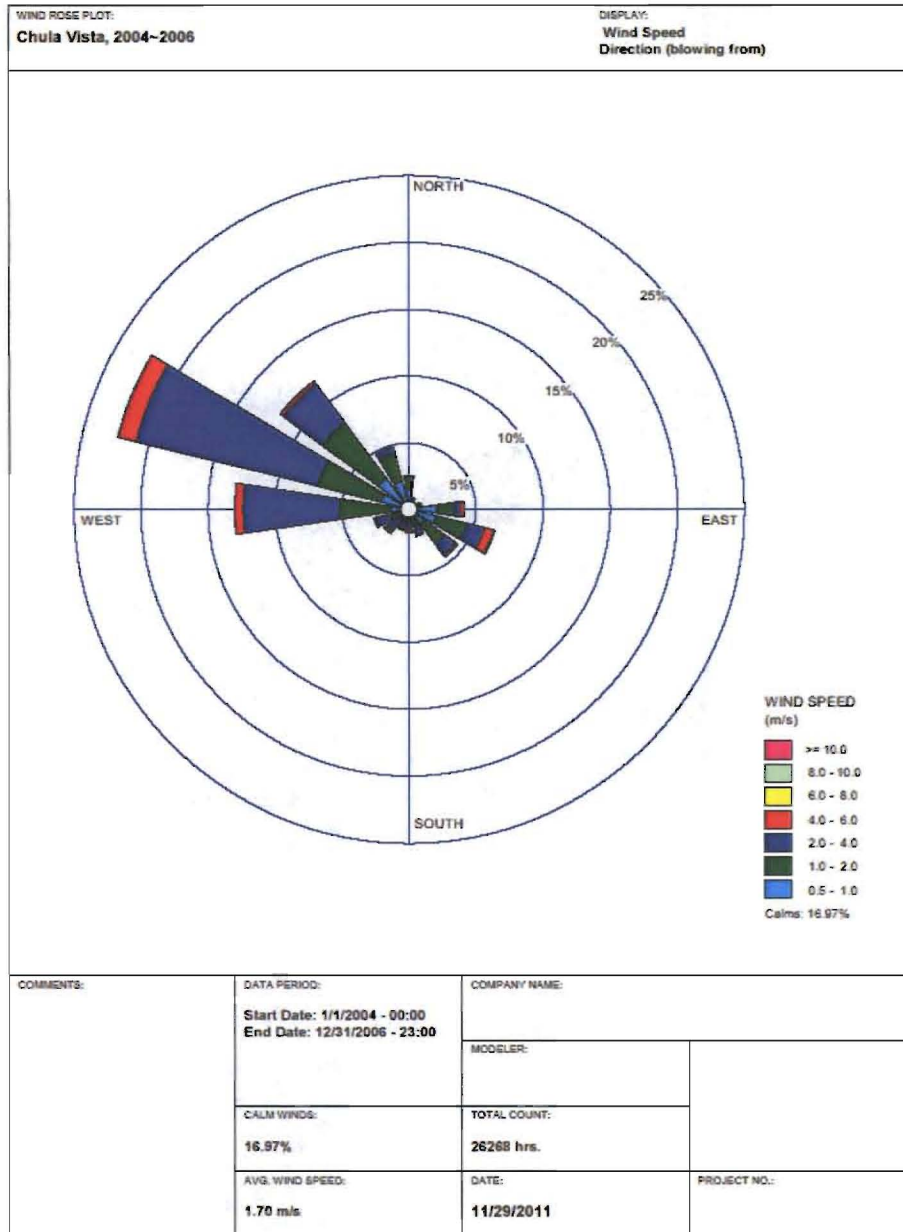 WIND ROSE PLOT:
Chula Vista, 2004~2006
DISPLAY:
Wind Speed
Direction (blowing from)
NORTH
25%
20%
15%
10%
5%
WEST
EAST
SOUTH
WIND SPEED
(m/s)
>= 10.0
8.0 - 10.0
6.0 - 8.0
4.0 - 6.0
2.0 - 4.0
1.0 - 2.0
0.5 - 1.0
Calms: 16.97%
COMMENTS:
DATA PERIOD:
Start Date: 1/1/2004 - 00:00
End Date: 12/31/2006 - 23:00
COMPANY NAME:
MODELER:
CALM WINDS:
16.97%
TOTAL COUNT:
26268 hrs.
AVG. WIND SPEED:
1.70 m/s
DATE:
11/29/2011
PROJECT NO.: